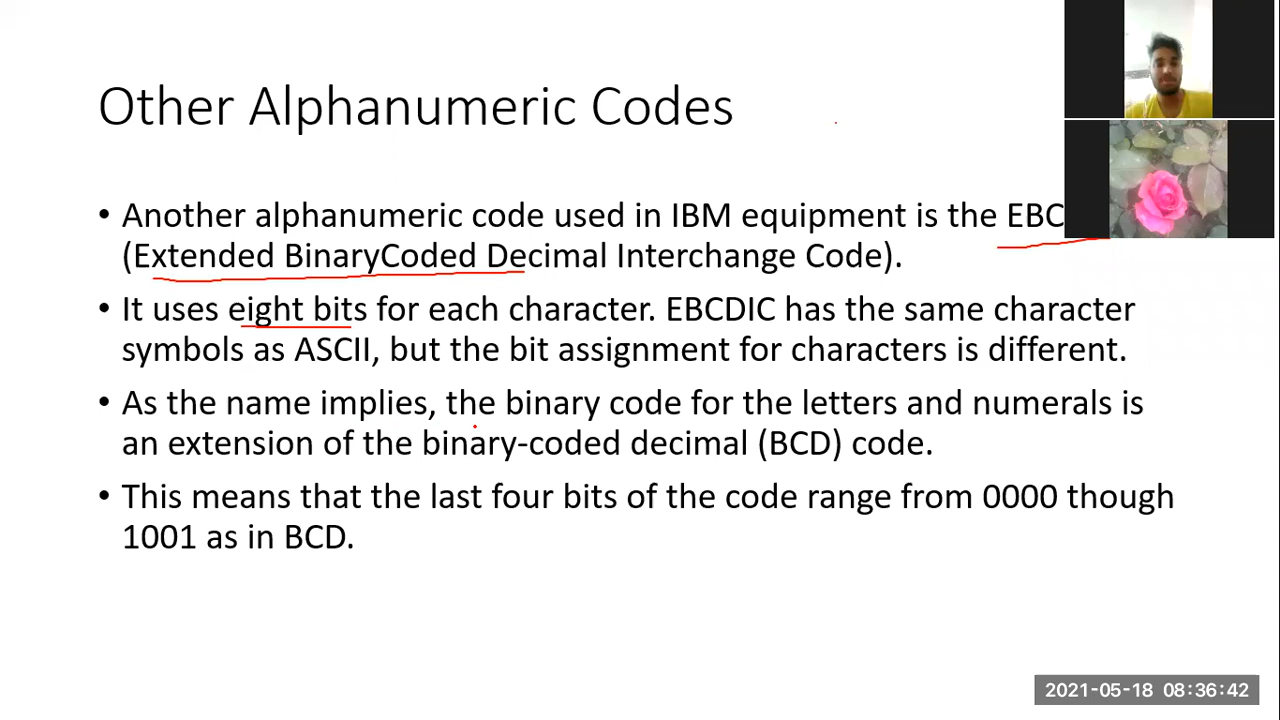 Other Alphanumeric Codes
• Another alphanumeric code used in IBM equipment is the EBC
(Extended BinaryCoded Decimal Interchange Code).
• It uses eight bits for each character. EBCDIC has the same character
symbols as ASCII, but the bit assignment for characters is different.
• As the name implies, the binary code for the letters and numerals is
an extension of the binary-coded decimal (BCD) code.
• This means that the last four bits of the code range from 0000 though
1001 as in BCD.
2021-05-18 08:36:42